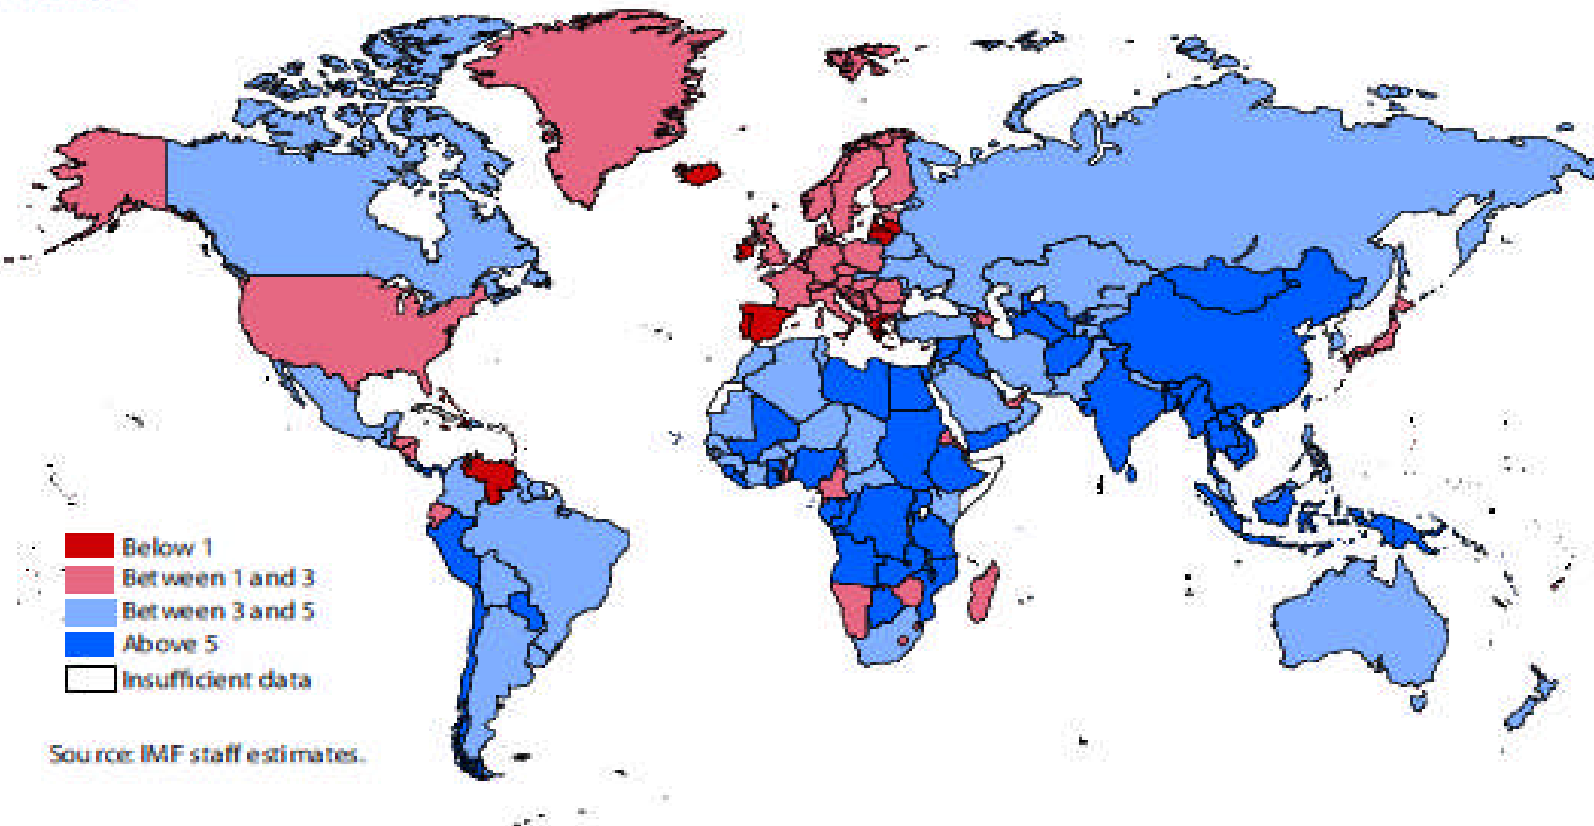 Below 1
Between 1 and 3
Between 3 and 5
Above 5
Insufficient data
Source: IMF staff estimates.